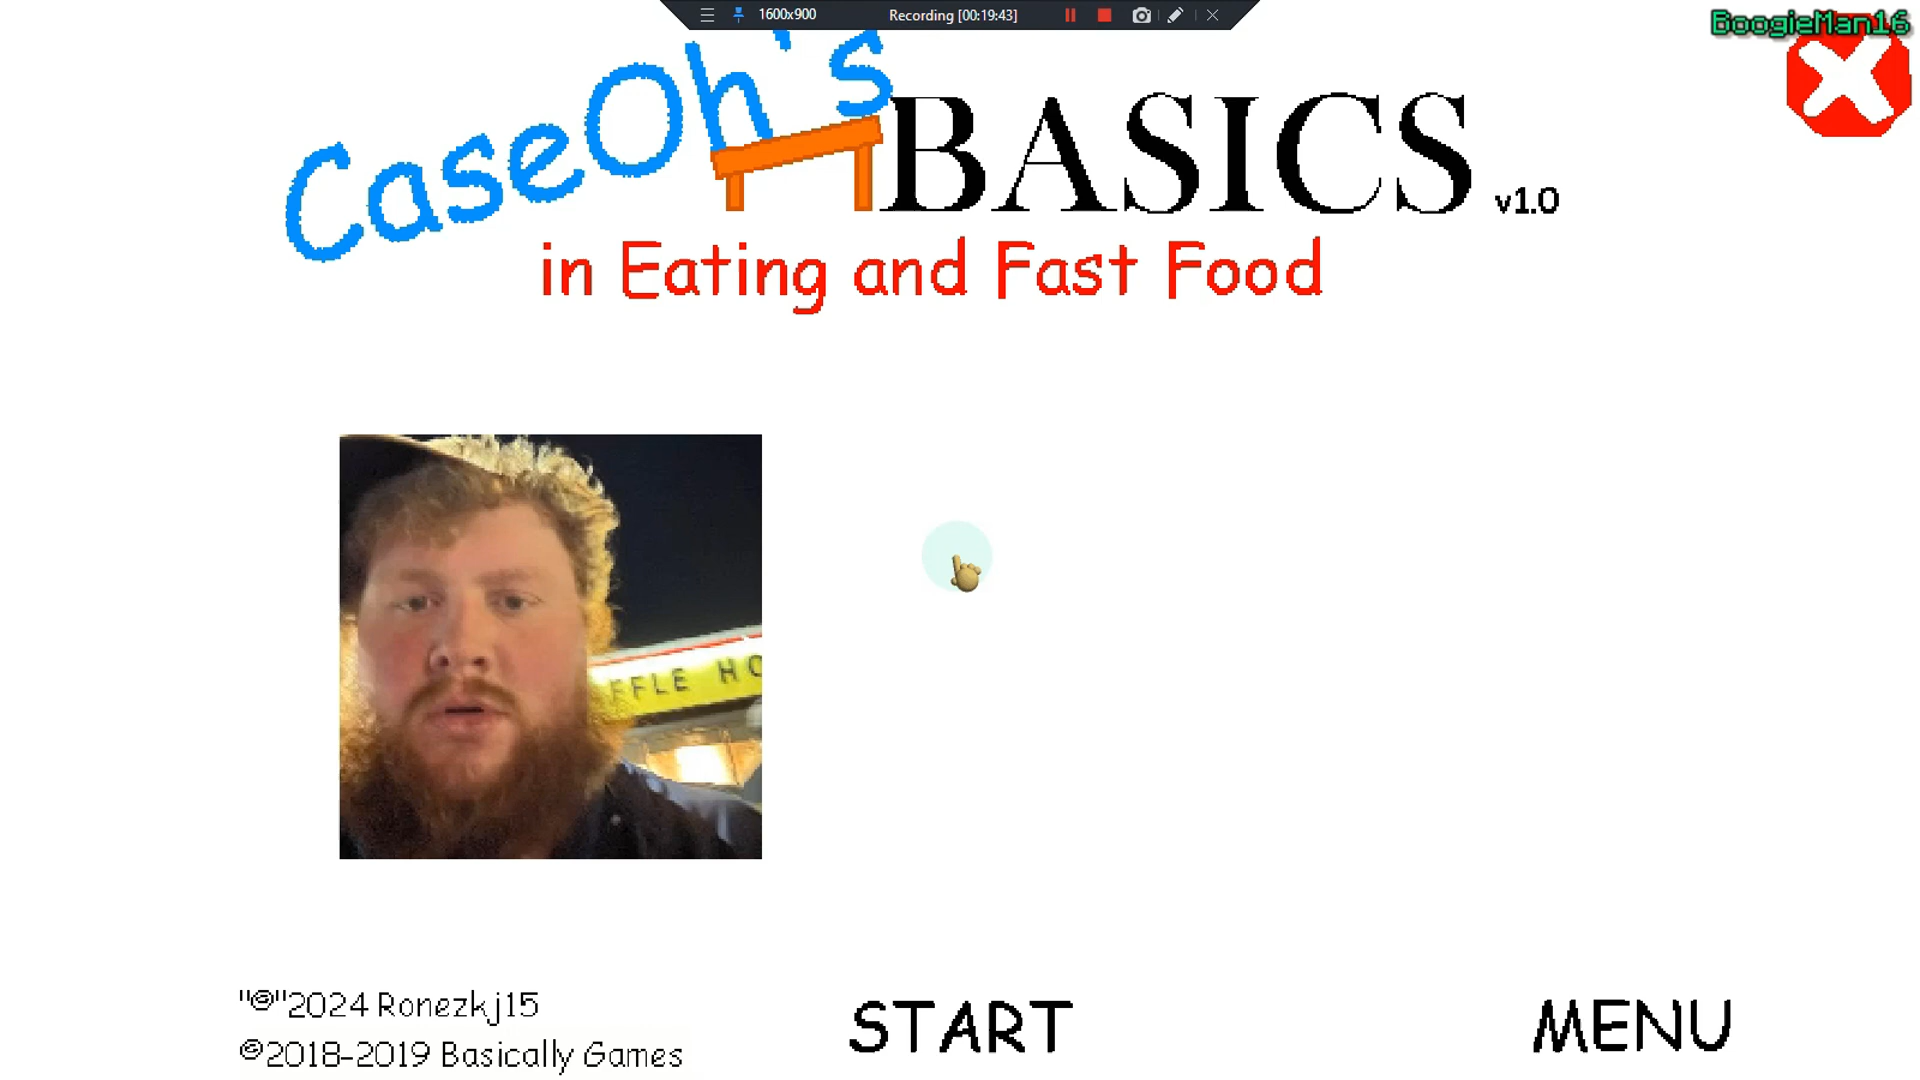 1600x900 Recording [00:19:43]
BoogieMan16
CaseOh's BASICS v1.0
in Eating and Fast Food
FFLE HO
"©"2024 Ronezkj15
©2018-2019 Basically Games
START
MENU